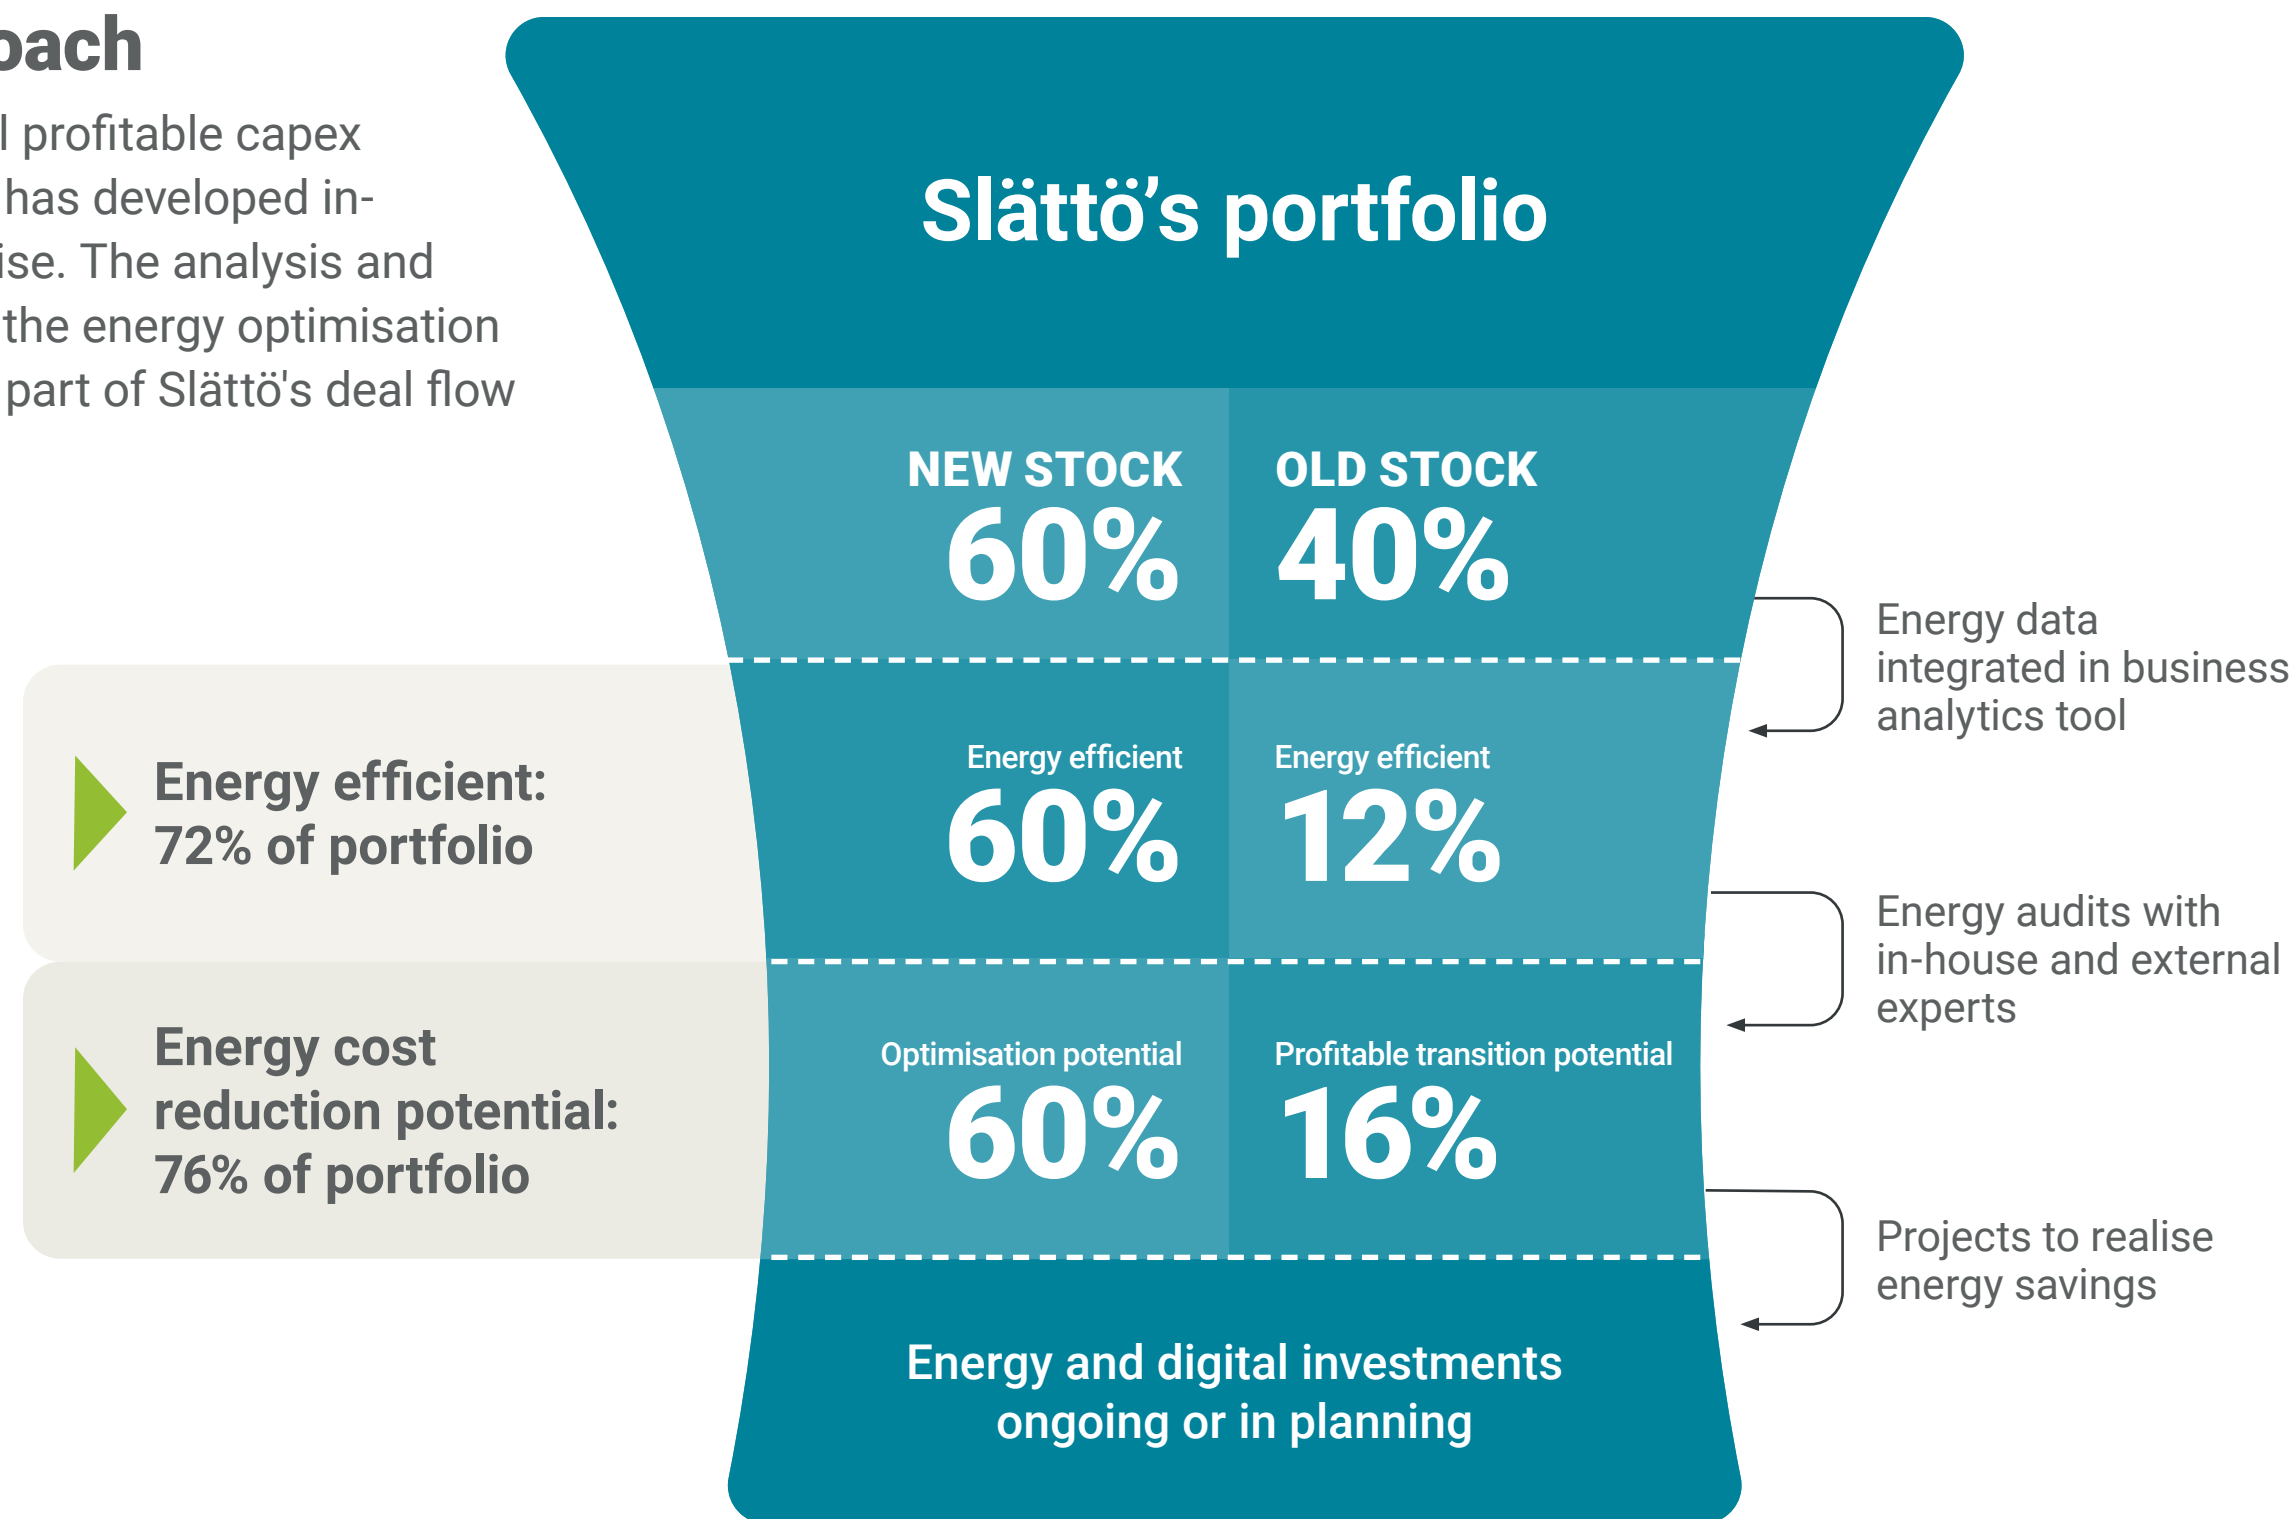 profitable capex
has developed in-
The analysis and
the energy optimisation
part of Slättö's deal flow
Slättö’s portfolio
NEW STOCK
60%
OLD STOCK
40%
Energy data
integrated in business
analytics tool
Energy efficient:
72% of portfolio
Energy efficient
60%
Energy efficient
12%
Energy audits with
in-house and external
experts
Energy cost
reduction potential:
76% of portfolio
Optimisation potential
60%
Profitable transition potential
16%
Projects to realise
energy savings
Energy and digital investments
ongoing or in planning